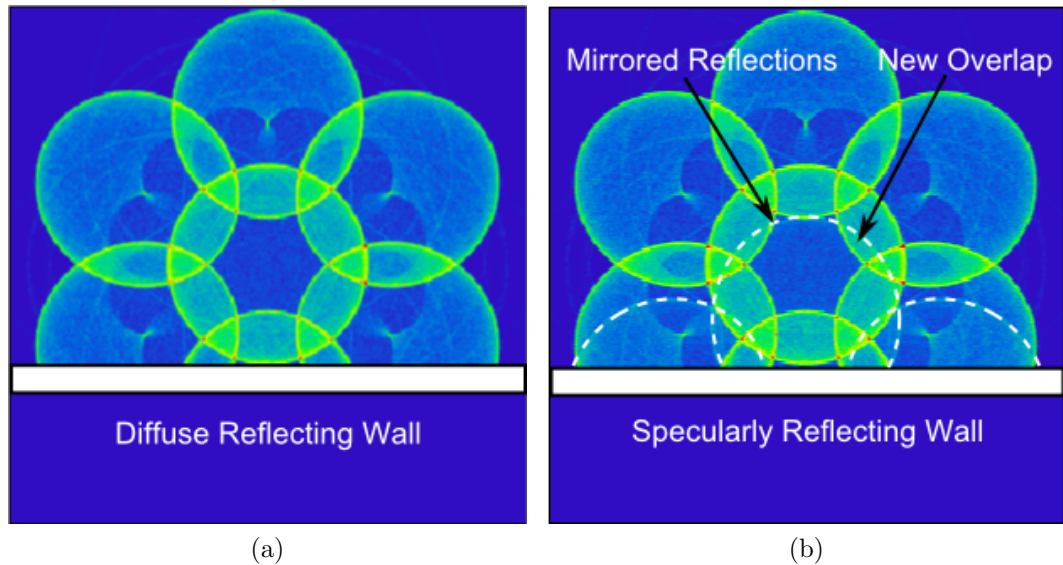 Diffuse Reflecting Wall
(a)
Mirrored Reflections
New Overlap
Specularly Reflecting Wall
(b)